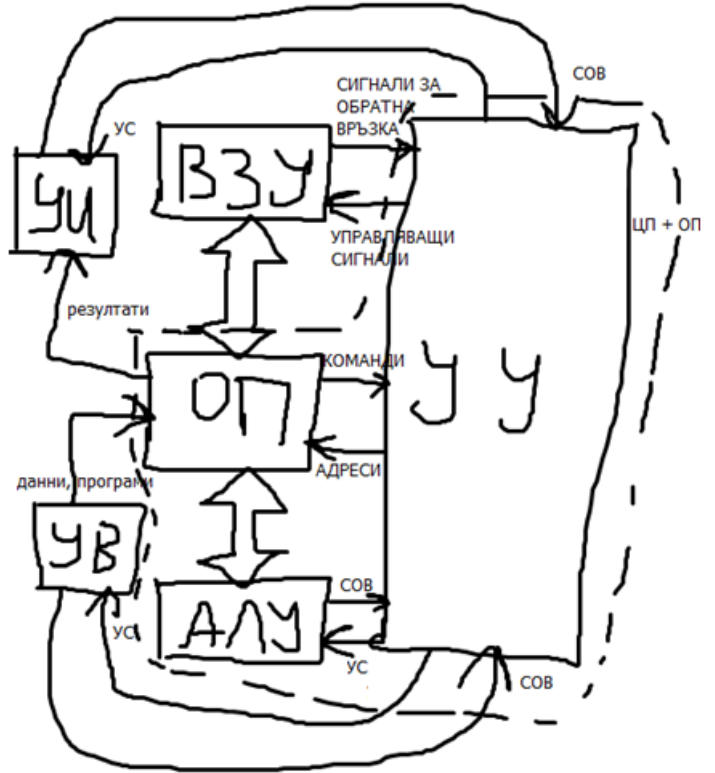 СОВ
СИГНАЛИ ЗА
ОБРАТНА
ВРЪЗКА
УС
ВЗУ
УИ
ЦП + ОП
УПРАВЛЯВАЩИ
СИГНАЛИ
резултати
КОМАНДИ
ОП
УУ
АДРЕСИ
данни, програми
УВ
СОВ
АЛУ
УС
УС
СОВ